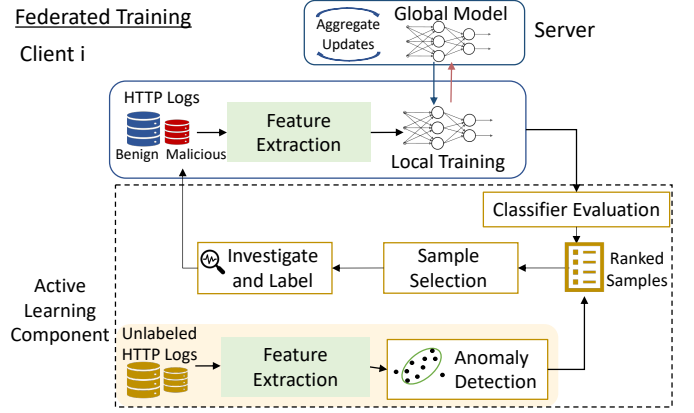 Federated Training
Client i
Aggregate
Updates
Global Model
Server
HTTP Logs
Benign Malicious
Feature
Extraction
Local Training
Classifier Evaluation
Investigate
and Label
Sample
Selection
Ranked
Samples
Active
Learning
Component
Unlabeled
HTTP Logs
Feature
Extraction
Anomaly
Detection